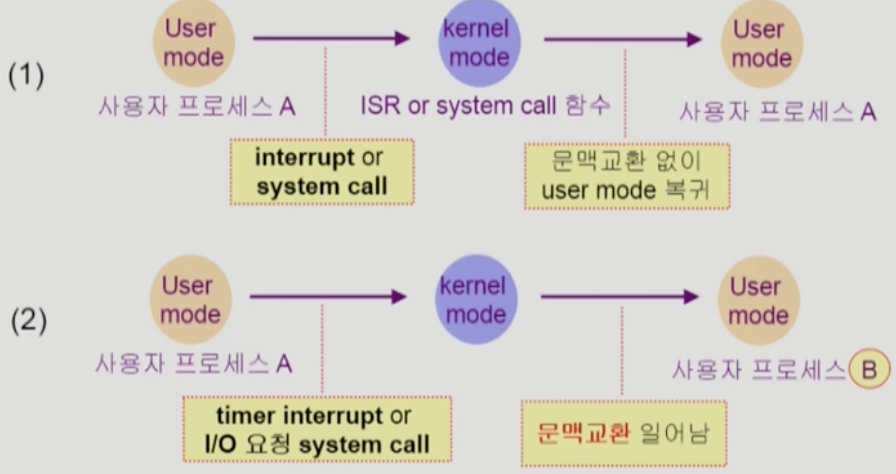 (1)
User
mode
kernel
mode
User
mode
사용자 프로세스 A
ISR or system call 함수
사용자 프로세스 A
interrupt or
system call
문맥교환 없이
user mode 복귀
(2)
User
mode
kernel
mode
User
mode
사용자 프로세스 A
사용자 프로세스 B
timer interrupt or
I/O 요청 system call
문맥교환 일어남